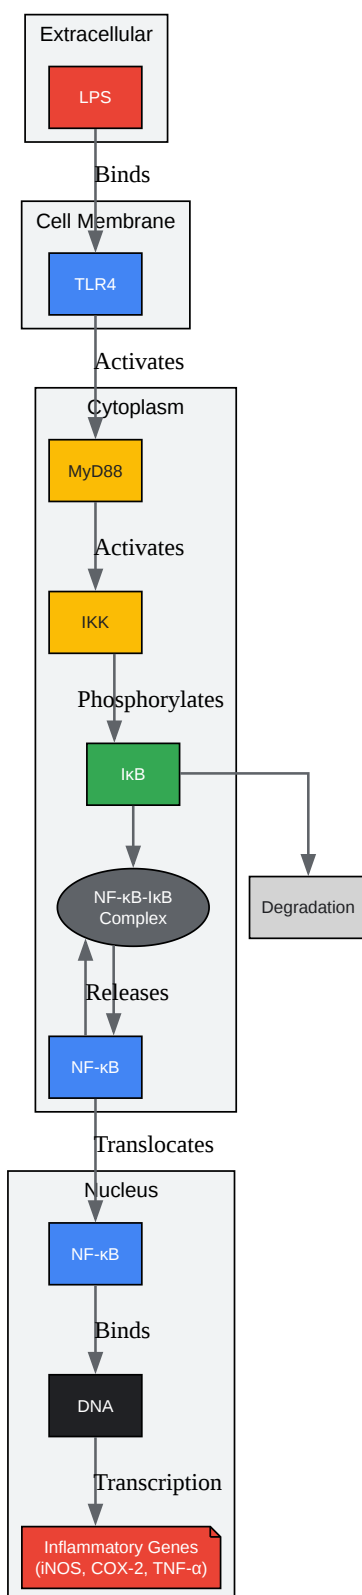 Extracellular
LPS
Binds
Cell Membrane
TLR4
Activates
Cytoplasm
MyD88
Activates
IKK
Phosphorylates
IκB
NF-κB-IκB
Complex
Degradation
Releases
NF-κB
Translocates
Nucleus
NF-κB
Binds
DNA
Transcription
Inflammatory Genes
(iNOS, COX-2, TNF-α)